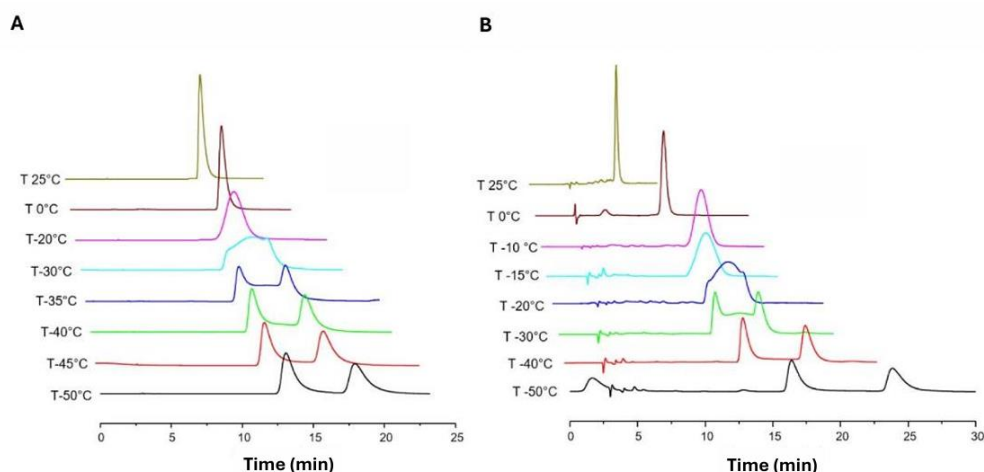 A
T 25°C
T 0°C
T-20°C
T-30°C
T-35°C
T-40°C
T-45°C
T-50°C
0 5 10 15 20 25
Time (min)
B
T 25°C
T 0°C
T -10 °C
T -15°C
T -20°C
T -30°C
T -40°C
T -50°C
0 5 10 15 20 25 30
Time (min)